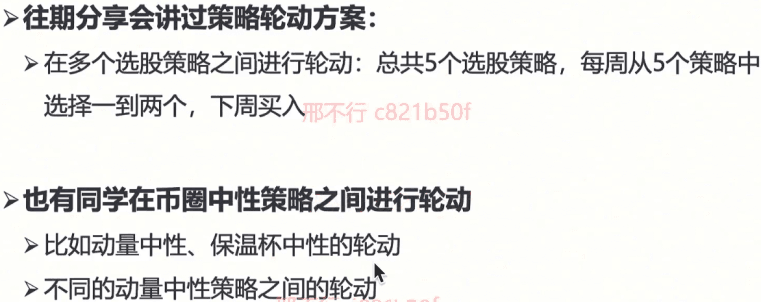 ➢往期分享会讲过策略轮动方案：
➢在多个选股策略之间进行轮动：总共5个选股策略，每周从5个策略中
选择一到两个，下周买入
邢不行 c821b50f
➢也有同学在币圈中性策略之间进行轮动
➢比如动量中性、保温杯中性的轮动
➢不同的动量中性策略之间的轮动